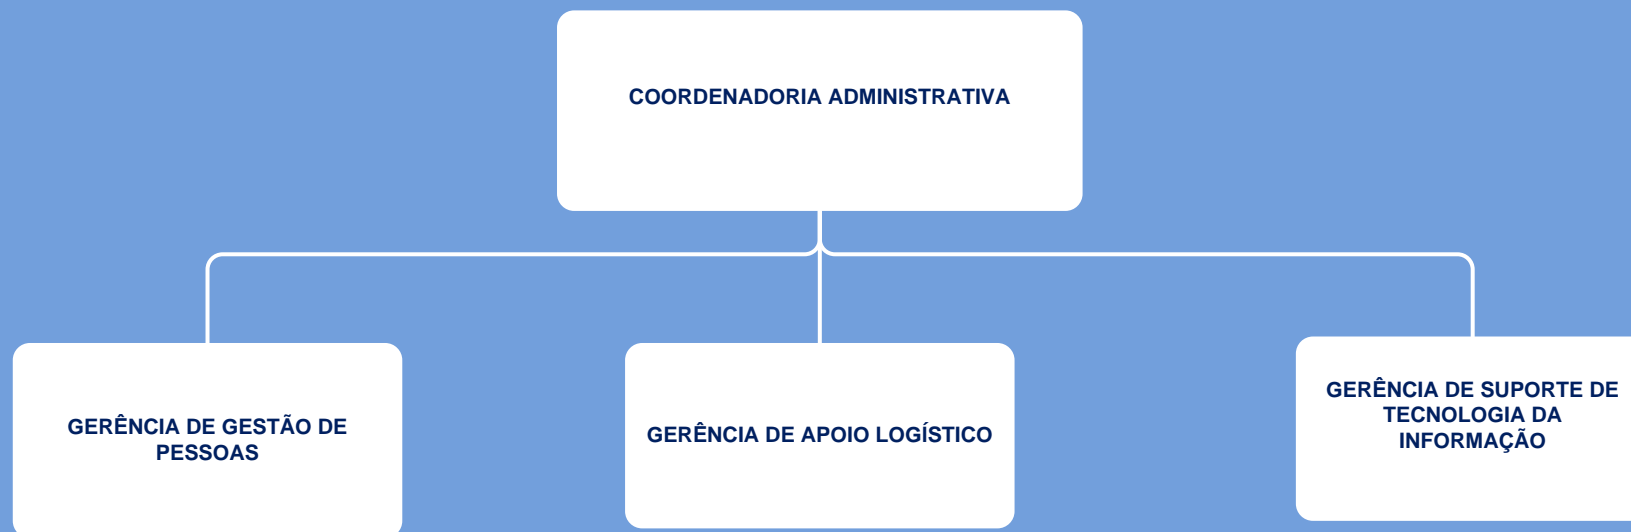 COORDENADORIA ADMINISTRATIVA
GERÊNCIA DE GESTÃO DE
PESSOAS
GERÊNCIA DE APOIO LOGÍSTICO
GERÊNCIA DE SUPORTE DE
TECNOLOGIA DA
INFORMAÇÃO